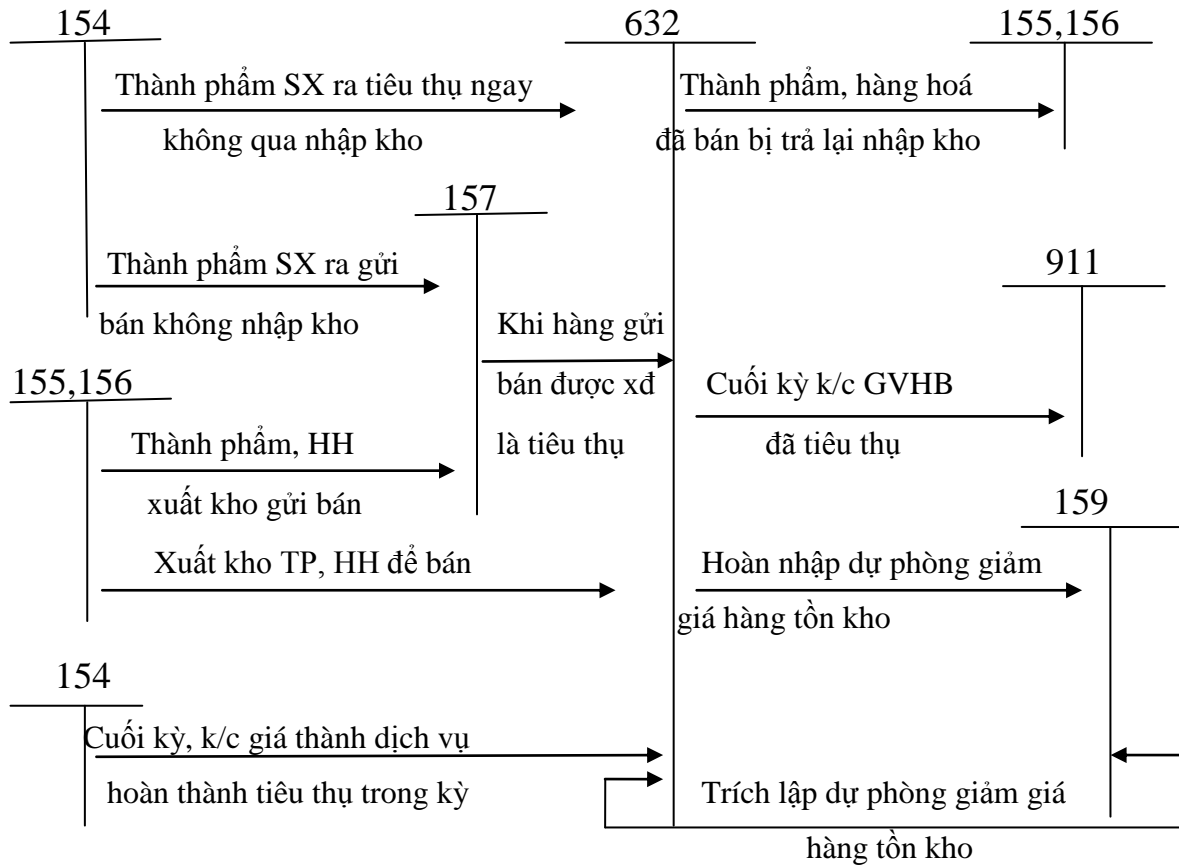 154
632
155,156
Thành phẩm SX ra tiêu thụ ngay
không qua nhập kho
Thành phẩm, hàng hoá
đã bán bị trả lại nhập kho
157
Thành phẩm SX ra gửi
bán không nhập kho
911
Khi hàng gửi
bán được xđ
là tiêu thụ
155,156
Cuối kỳ k/c GVHB
đã tiêu thụ
Thành phẩm, HH
xuất kho gửi bán
159
Xuất kho TP, HH để bán
Hoàn nhập dự phòng giảm
giá hàng tồn kho
154
Cuối kỳ, k/c giá thành dịch vụ
hoàn thành tiêu thụ trong kỳ
Trích lập dự phòng giảm giá
hàng tồn kho